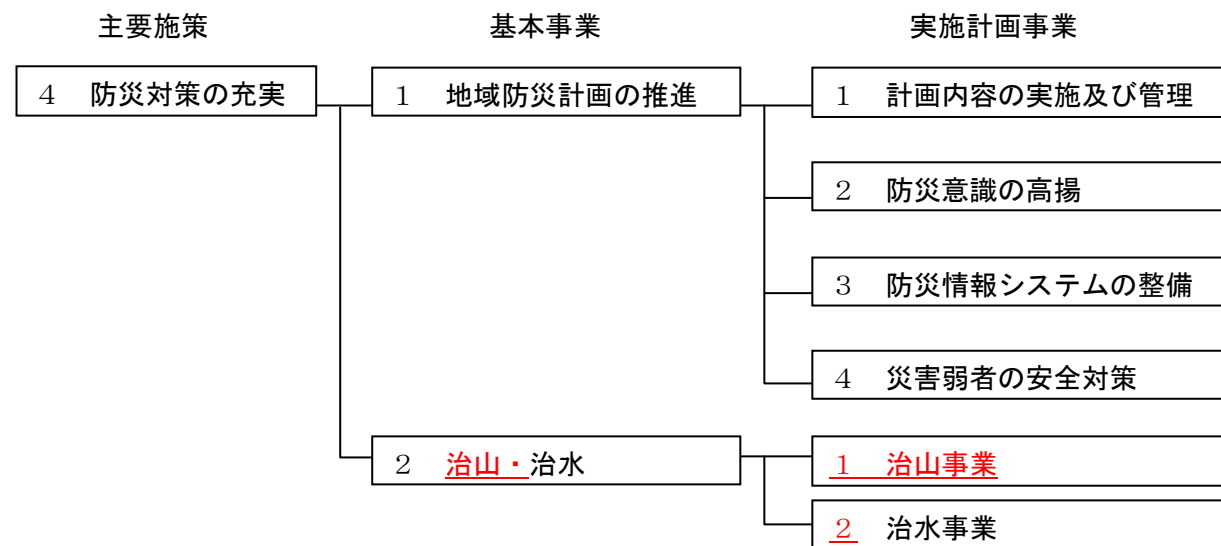 主要施策　基本事業　実施計画事業
４　防災対策の充実　１　地域防災計画の推進　１　計画内容の実施及び管理
２　防災意識の高揚
３　防災情報システムの整備
４　災害弱者の安全対策
２　治山・治水　１　治山事業
２　治水事業